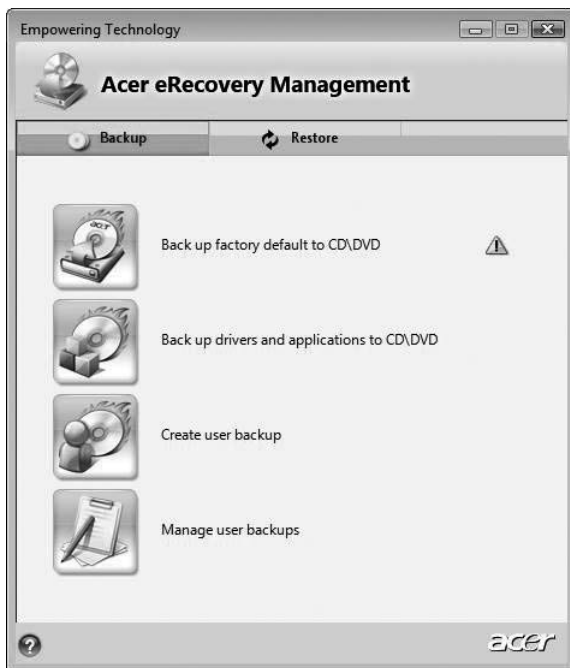 Empowering Technology
Acer eRecovery Management
Backup
Restore
acer
Back up factory default to CD\DVD
Back up drivers and applications to CD\DVD
Create user backup
Manage user backups
?
acer